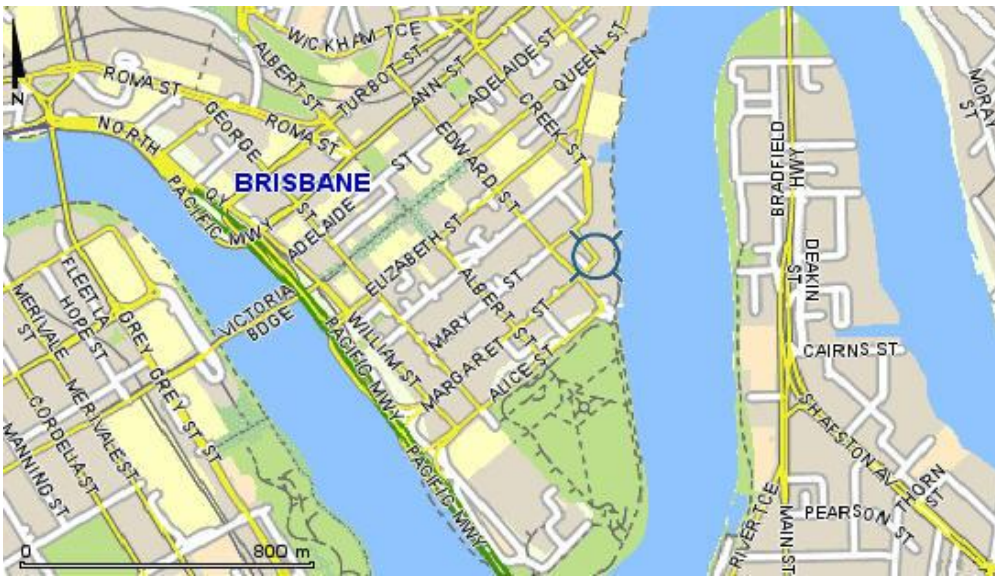 WICKHAM TCE
ALBERT ST
TURBOT ST
ANN ST
ADELAIDE ST
QUEEN ST
ROMA ST
N
NORTH
GEORGE
ST
ROMA ST
EDWARD ST
CREEK ST
MORAY
ST
BRISBANE
QY
PACIFIC MWY
ADELAIDE
ST
ELIZABETH ST
BRADFIELD
HWY
DEAKIN
ST
FLEET LA
HOPE ST
MERIVALE
ST
GREY ST
GREY ST
VICTORIA
BDGE
WILLIAM ST
PACIFIC MWY
MARY ST
ALBERT ST
MARGARET ST
ALICE ST
CAIRNS ST
CORDELIA ST
MERIVALE ST
MANNING ST
PACIFIC MWY
SHAFSTON AV
THORN
ST
PEARSON ST
RIVER TCE
MAIN ST
0 800 m